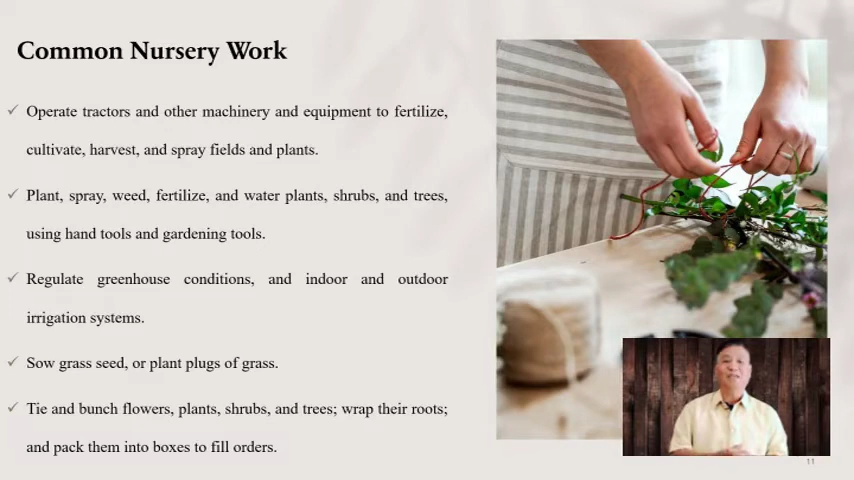 Common Nursery Work
✓ Operate tractors and other machinery and equipment to fertilize,
cultivate, harvest, and spray fields and plants.
✓ Plant, spray, weed, fertilize, and water plants, shrubs, and trees,
using hand tools and gardening tools.
✓ Regulate greenhouse conditions, and indoor and outdoor
irrigation systems.
✓ Sow grass seed, or plant plugs of grass.
✓ Tie and bunch flowers, plants, shrubs, and trees; wrap their roots;
and pack them into boxes to fill orders.
11